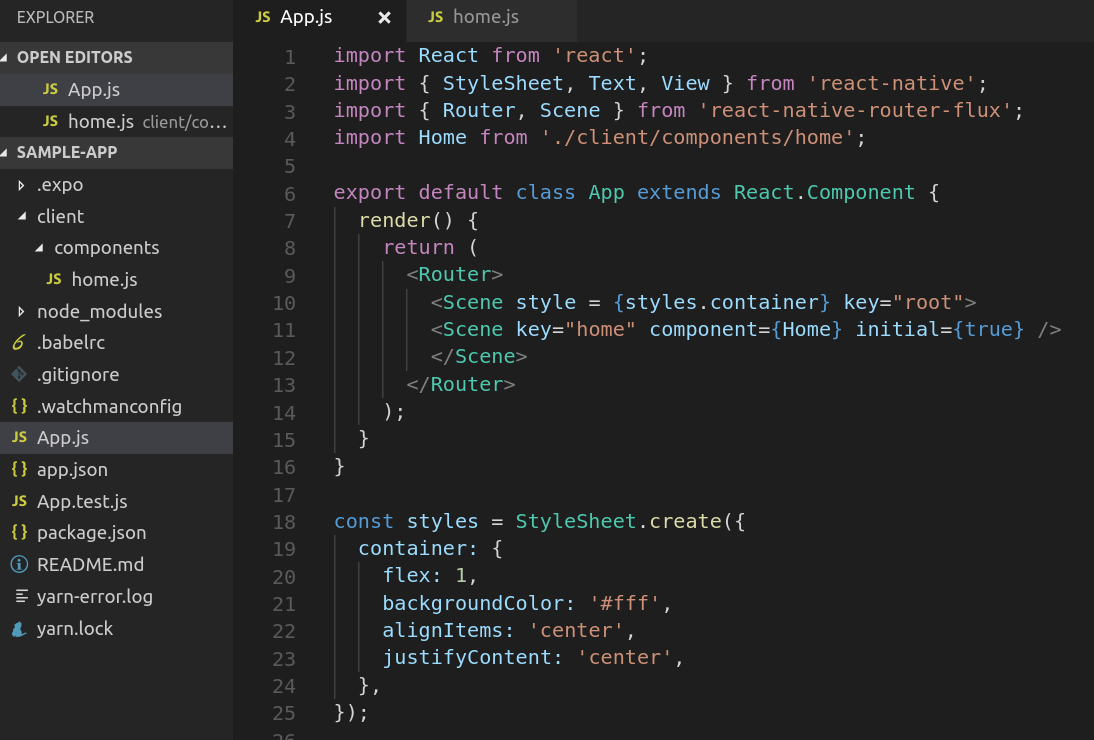 EXPLORER
OPEN EDITORS
JS App.js
JS home.js client/co...
SAMPLE-APP
.expo
client
components
JS home.js
node_modules
.babelrc
.gitignore
{} .watchmanconfig
JS App.js
{} app.json
JS App.test.js
{} package.json
README.md
yarn-error.log
yarn.lock
JS App.js × JS home.js
1 import React from 'react';
2 import { StyleSheet, Text, View } from 'react-native';
3 import { Router, Scene } from 'react-native-router-flux';
4 import Home from './client/components/home';
5
6 export default class App extends React.Component {
7 render() {
8 return (
9 <Router>
10 <Scene style = {styles.container} key="root">
11 <Scene key="home" component={Home} initial={true} />
12 </Scene>
13 </Router>
14 );
15 }
16 }
17
18 const styles = StyleSheet.create({
19 container: {
20 flex: 1,
21 backgroundColor: '#fff',
22 alignItems: 'center',
23 justifyContent: 'center',
24 },
25 });